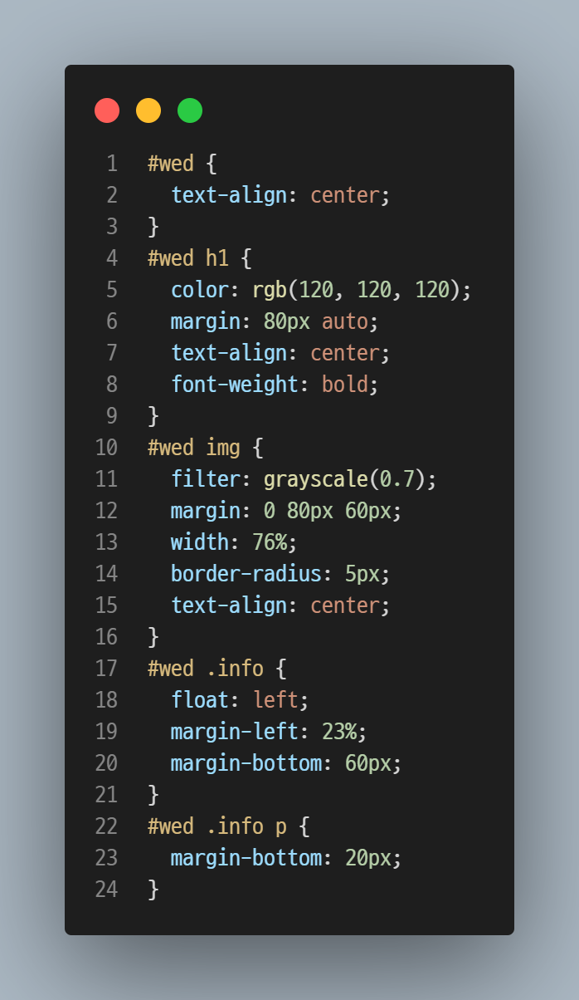 1 #wed {
2   text-align: center;
3 }
4 #wed h1 {
5   color: rgb(120, 120, 120);
6   margin: 80px auto;
7   text-align: center;
8   font-weight: bold;
9 }
10 #wed img {
11   filter: grayscale(0.7);
12   margin: 0 80px 60px;
13   width: 76%;
14   border-radius: 5px;
15   text-align: center;
16 }
17 #wed .info {
18   float: left;
19   margin-left: 23%;
20   margin-bottom: 60px;
21 }
22 #wed .info p {
23   margin-bottom: 20px;
24 }